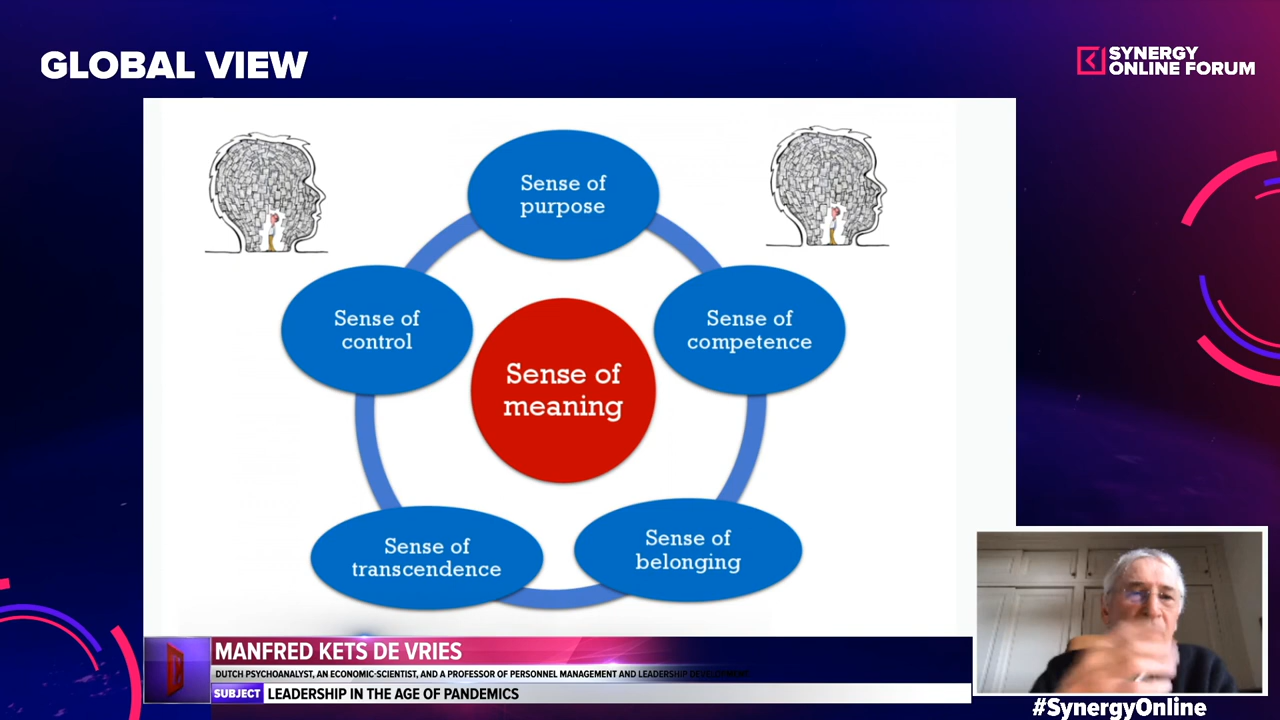 GLOBAL VIEW
SYNERGY
ONLINE FORUM
Sense of
purpose
Sense of
control
Sense of
competence
Sense of
meaning
Sense of
transcendence
Sense of
belonging
MANFRED KETS DE VRIES
DUTCH PSYCHOANALYST, AN ECONOMIC-SCIENTIST, AND A PROFESSOR OF PERSONNEL MANAGEMENT AND LEADERSHIP DEVELOPMENT
SUBJECT LEADERSHIP IN THE AGE OF PANDEMICS
#SynergyOnline